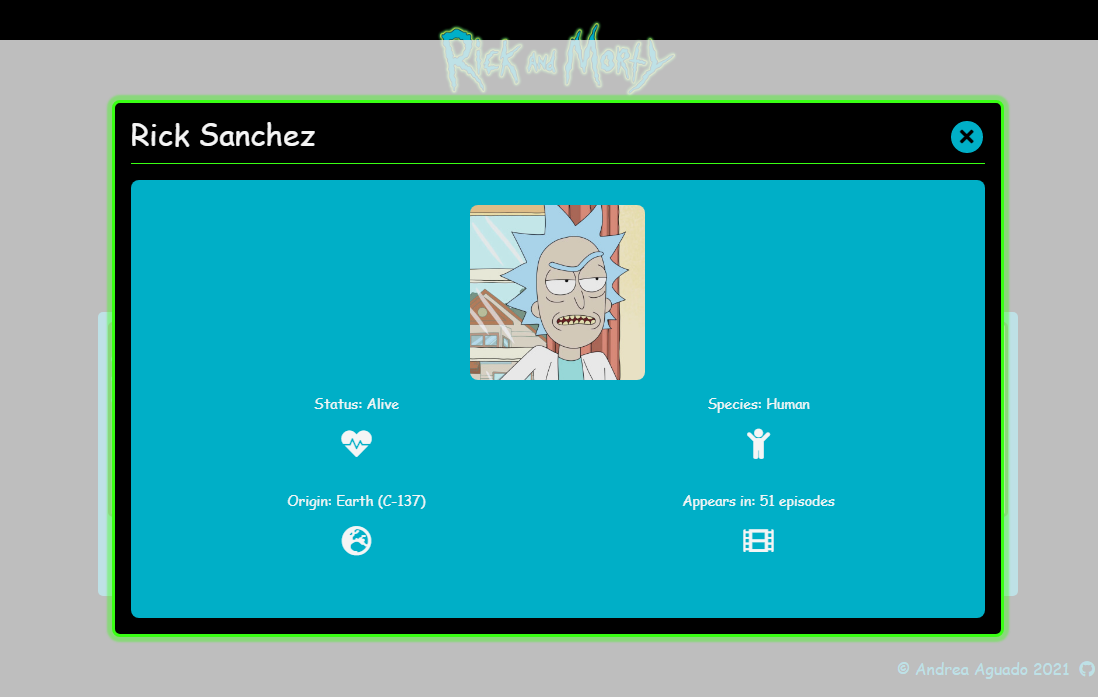 Rick and Morty
Rick Sanchez
Status: Alive
Species: Human
Origin: Earth (C-137)
Appears in: 51 episodes
© Andrea Aguado 2021